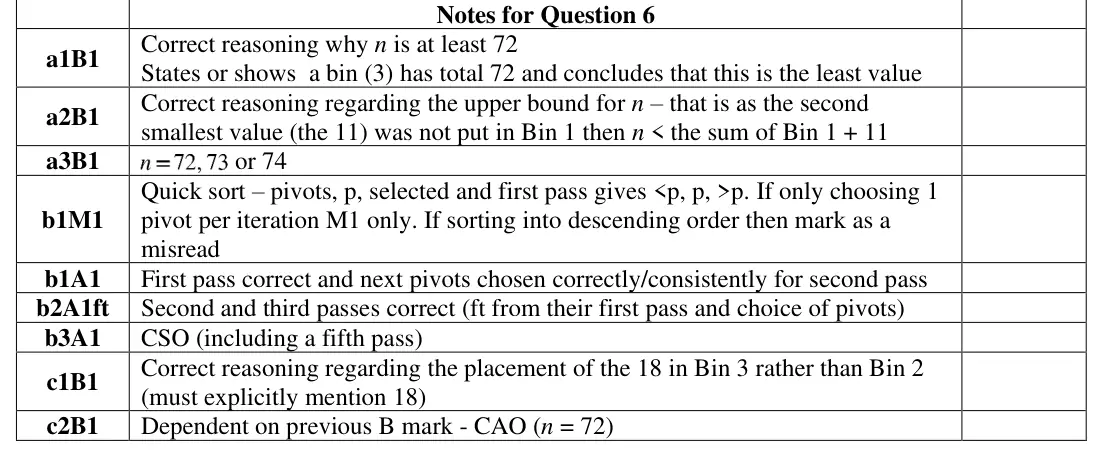 Notes for Question 6
a1B1
Correct reasoning why n is at least 72
States or shows a bin (3) has total 72 and concludes that this is the least value
a2B1
Correct reasoning regarding the upper bound for n – that is as the second
smallest value (the 11) was not put in Bin 1 then n < the sum of Bin 1 + 11
a3B1
n = 72, 73 or 74
b1M1
Quick sort – pivots, p, selected and first pass gives <p, p, >p. If only choosing 1
pivot per iteration M1 only. If sorting into descending order then mark as a
misread
b1A1
First pass correct and next pivots chosen correctly/consistently for second pass
b2A1ft
Second and third passes correct (ft from their first pass and choice of pivots)
b3A1
CSO (including a fifth pass)
c1B1
Correct reasoning regarding the placement of the 18 in Bin 3 rather than Bin 2
(must explicitly mention 18)
c2B1
Dependent on previous B mark - CAO (n = 72)